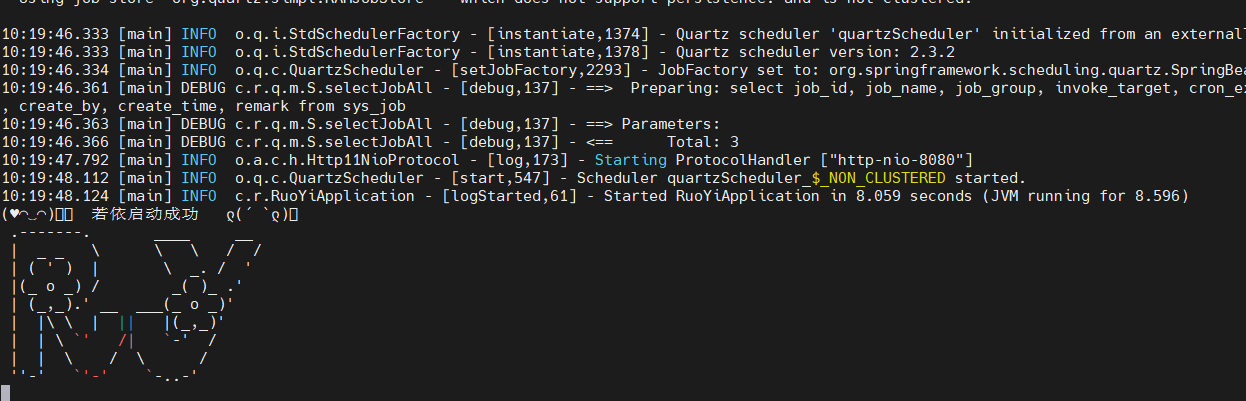 10:19:46.333 [main] INFO  o.q.i.StdSchedulerFactory - [instantiate,1374] - Quartz scheduler 'quartzScheduler' initialized from an external
10:19:46.333 [main] INFO  o.q.i.StdSchedulerFactory - [instantiate,1378] - Quartz scheduler version: 2.3.2
10:19:46.334 [main] INFO  o.q.c.QuartzScheduler - [setJobFactory,2293] - JobFactory set to: org.springframework.scheduling.quartz.SpringBea
10:19:46.361 [main] DEBUG c.r.q.m.S.selectJobAll - [debug,137] - ==>  Preparing: select job_id, job_name, job_group, invoke_target, cron_ex
, create_by, create_time, remark from sys_job
10:19:46.363 [main] DEBUG c.r.q.m.S.selectJobAll - [debug,137] - ==> Parameters:
10:19:46.366 [main] DEBUG c.r.q.m.S.selectJobAll - [debug,137] - <==      Total: 3
10:19:47.792 [main] INFO  o.a.c.h.Http11NioProtocol - [log,173] - Starting ProtocolHandler ["http-nio-8080"]
10:19:48.112 [main] INFO  o.q.c.QuartzScheduler - [start,547] - Scheduler quartzScheduler_$_NON_CLUSTERED started.
10:19:48.124 [main] INFO  c.r.RuoYiApplication - [logStarted,61] - Started RuoYiApplication in 8.059 seconds (JVM running for 8.596)
(♥◠‿◠)  若依启动成功   ლ(´ڡ`ლ)